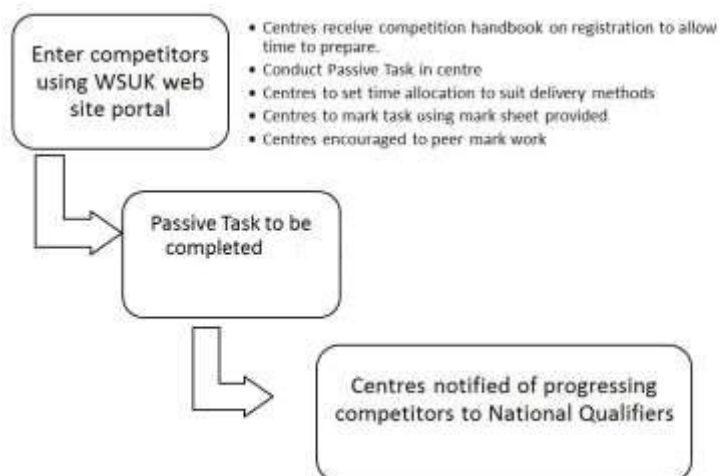 Enter competitors
using WSUK web
site portal
• Centres receive competition handbook on registration to allow
time to prepare.
• Conduct Passive Task in centre
• Centres to set time allocation to suit delivery methods
• Centres to mark task using mark sheet provided
• Centres encouraged to peer mark work
Passive Task to be
completed
Centres notified of progressing
competitors to National Qualifiers